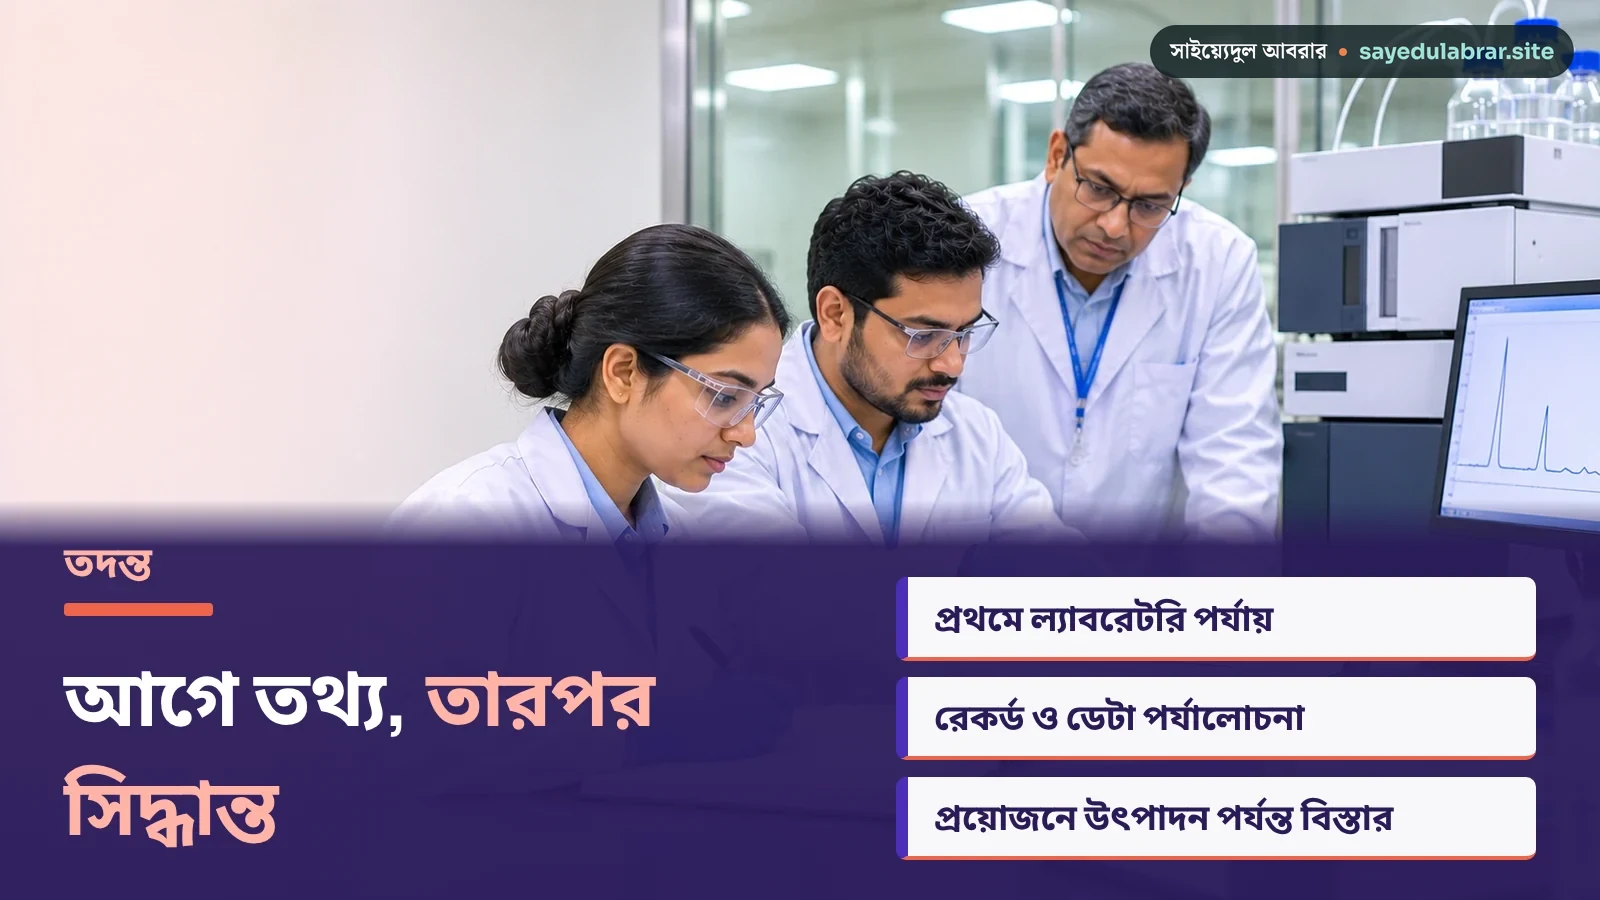 সাইয়্যেদুল আবরার • sayedulabrar.site
তদন্ত
আগে তথ্য, তারপর
সিদ্ধান্ত
প্রথমে ল্যাবরেটরি পর্যায়
রেকর্ড ও ডেটা পর্যালোচনা
প্রয়োজনে উৎপাদন পর্যন্ত বিস্তার